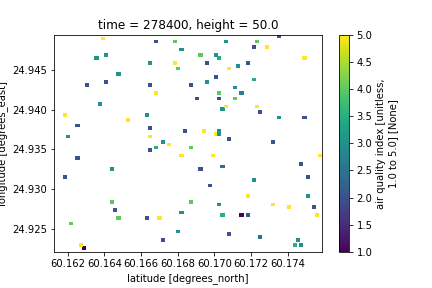 time = 278400, height = 50.0
24.945
24.940
24.935
24.930
24.925
longitude [degrees_east]
60.162 60.164 60.166 60.168 60.170 60.172 60.174
latitude [degrees_north]
5.0
4.5
4.0
3.5
3.0
2.5
2.0
1.5
1.0
air quality index [unitless,
1.0 to 5.0] [None]